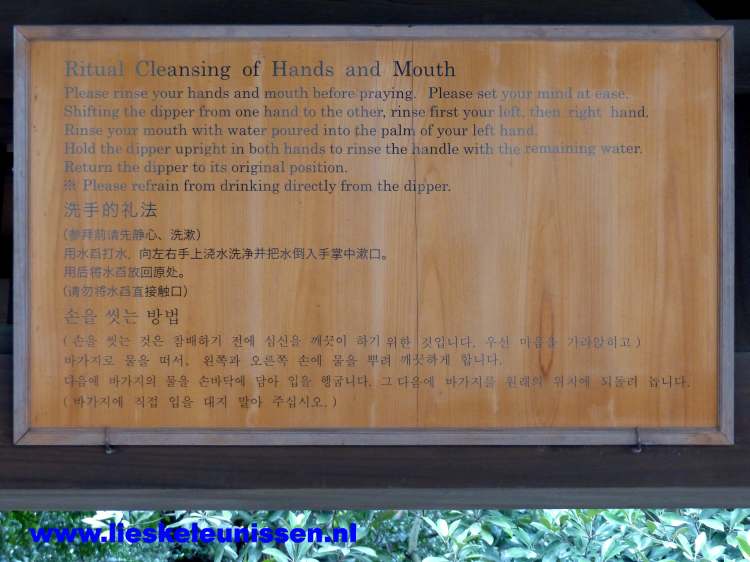 Ritual Cleansing of Hands and Mouth
Please rinse your hands and mouth before praying. Please set your mind at ease.
Shifting the dipper from one hand to the other, rinse first your left, then right hand.
Rinse your mouth with water poured into the palm of your left hand.
Hold the dipper upright in both hands to rinse the handle with the remaining water.
Return the dipper to its original position.
※ Please refrain from drinking directly from the dipper.
洗手的礼法
(参拜前请先静心、洗漱)
用水舀打水,向左右手上浇水洗净并把水倒入手掌中漱口。
用后将水舀放回原处。
(请勿将水舀直接触口)
손을 씻는 방법
( 손을 씻는 것은 참배하기 전에 심신을 깨끗이 하기 위한 것입니다. 우선 마음을 가라앉히고 )
바가지로 물을 떠서, 왼쪽과 오른쪽 손에 물을 뿌려 깨끗하게 합니다.
다음에 바가지의 물을 손바닥에 담아 입을 헹굽니다. 그 다음에 바가지를 원래의 위치에 되돌려 놓습니다.
( 바가지에 직접 입을 대지 말아 주십시오. )
www.liesketeunissen.nl